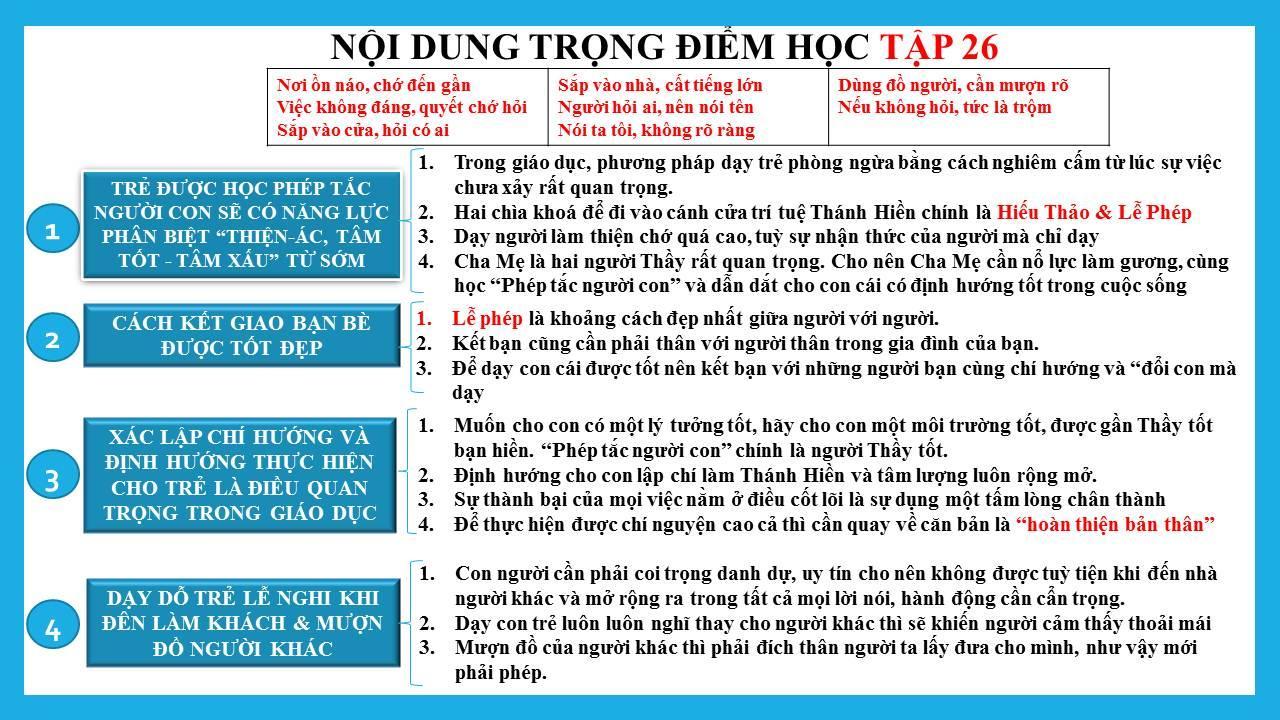 NỘI DUNG TRỌNG ĐIỂM HỌC TẬP 26
Nơi ồn náo, chớ đến gần
Việc không đáng, quyết chớ hỏi
Sắp vào cửa, hỏi có ai
Sắp vào nhà, cất tiếng lớn
Người hỏi ai, nên nói tên
Nói ta tôi, không rõ ràng
Dùng đồ người, cần mượn rõ
Nếu không hỏi, tức là trộm
1
TRẺ ĐƯỢC HỌC PHÉP TẮC
NGƯỜI CON SẼ CÓ NĂNG LỰC
PHÂN BIỆT “THIỆN-ÁC, TÂM
TỐT - TÂM XẤU” TỪ SỚM
1. Trong giáo dục, phương pháp dạy trẻ phòng ngừa bằng cách nghiêm cấm từ lúc sự việc
chưa xảy rất quan trọng.
2. Hai chìa khoá để đi vào cánh cửa trí tuệ Thánh Hiền chính là Hiếu Thảo & Lễ Phép
3. Dạy người làm thiện chớ quá cao, tuỳ sự nhận thức của người mà chỉ dạy
4. Cha Mẹ là hai người Thầy rất quan trọng. Cho nên Cha Mẹ cần nỗ lực làm gương, cùng
học “Phép tắc người con” và dẫn dắt cho con cái có định hướng tốt trong cuộc sống
2
CÁCH KẾT GIAO BẠN BÈ
ĐƯỢC TỐT ĐẸP
1. Lễ phép là khoảng cách đẹp nhất giữa người với người.
2. Kết bạn cũng cần phải thân với người thân trong gia đình của bạn.
3. Để dạy con cái được tốt nên kết bạn với những người bạn cùng chí hướng và “đổi con mà
dạy
3
XÁC LẬP CHÍ HƯỚNG VÀ
ĐỊNH HƯỚNG THỰC HIỆN
CHO TRẺ LÀ ĐIỀU QUAN
TRỌNG TRONG GIÁO DỤC
1. Muốn cho con có một lý tưởng tốt, hãy cho con một môi trường tốt, được gần Thầy tốt
bạn hiền. “Phép tắc người con” chính là người Thầy tốt.
2. Định hướng cho con lập chí làm Thánh Hiền và tâm lượng luôn rộng mở.
3. Sự thành bại của mọi việc nằm ở điều cốt lõi là sự dụng một tấm lòng chân thành
4. Để thực hiện được chí nguyện cao cả thì cần quay về căn bản là “hoàn thiện bản thân”
4
DẠY DỖ TRẺ LỄ NGHI KHI
ĐẾN LÀM KHÁCH & MƯỢN
ĐỒ NGƯỜI KHÁC
1. Con người cần phải coi trọng danh dự, uy tín cho nên không được tuỳ tiện khi đến nhà
người khác và mở rộng ra trong tất cả mọi lời nói, hành động cần cẩn trọng.
2. Dạy con trẻ luôn luôn nghĩ thay cho người khác thì sẽ khiến người cảm thấy thoải mái
3. Mượn đồ của người khác thì phải đích thân người ta lấy đưa cho mình, như vậy mới
phải phép.